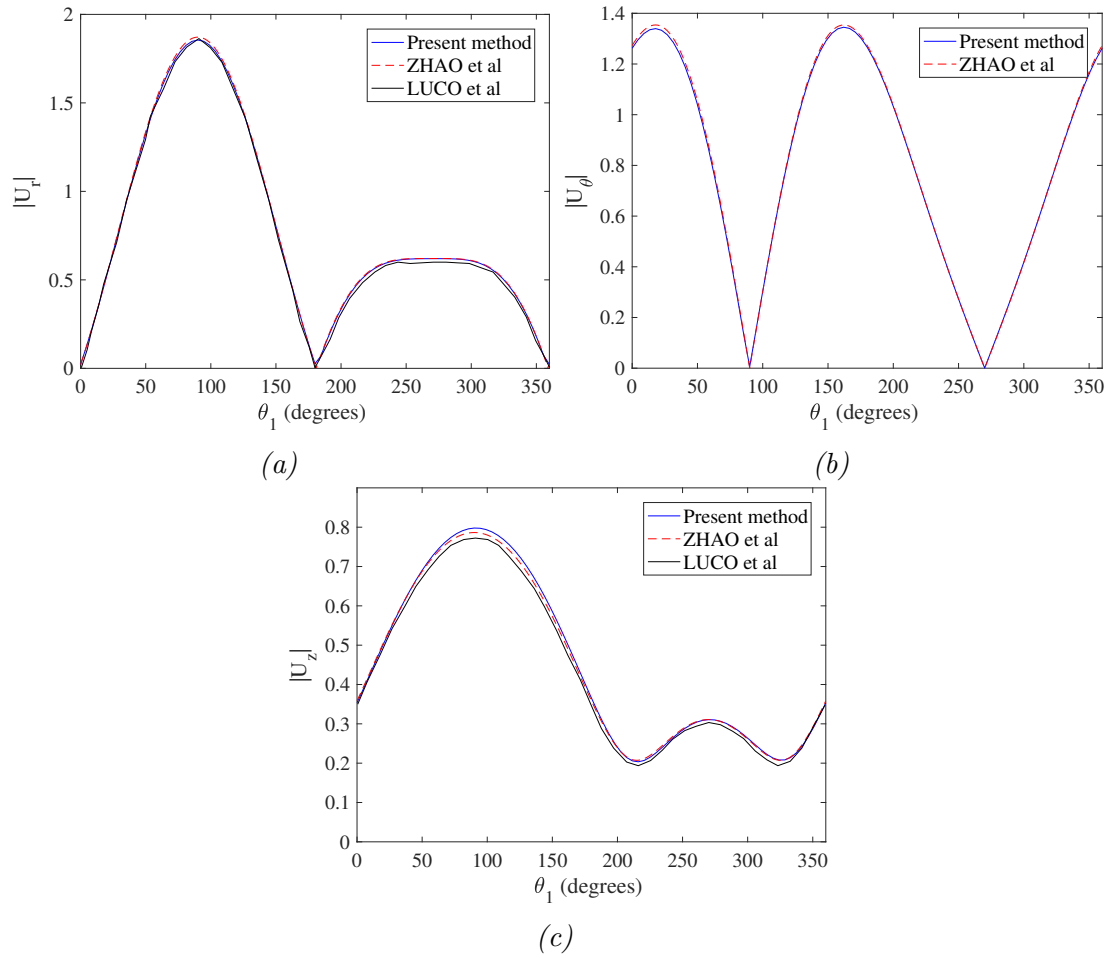 2
1.5
1
0.5
0
|U_r|
0 50 100 150 200 250 300 350
θ_1 (degrees)
Present method
ZHAO et al
LUCO et al
(a)
1.4
1.2
1
0.8
0.6
0.4
0.2
0
|U_θ|
0 50 100 150 200 250 300 350
θ_1 (degrees)
Present method
ZHAO et al
(b)
0.8
0.7
0.6
0.5
0.4
0.3
0.2
0.1
0
|U_z|
0 50 100 150 200 250 300 350
θ_1 (degrees)
Present method
ZHAO et al
LUCO et al
(c)